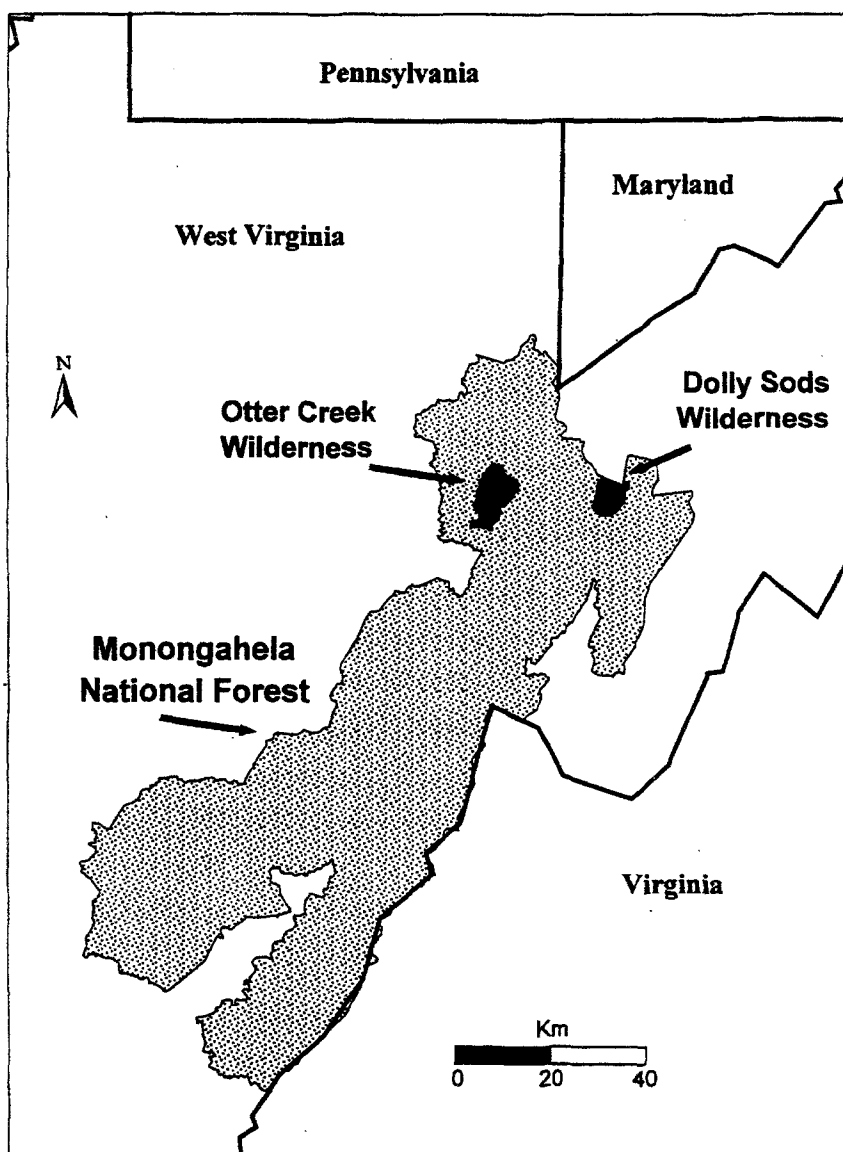 Pennsylvania
Maryland
West Virginia
N
Dolly Sods
Wilderness
Otter Creek
Wilderness
Monongahela
National Forest
Virginia
Km
0 20 40